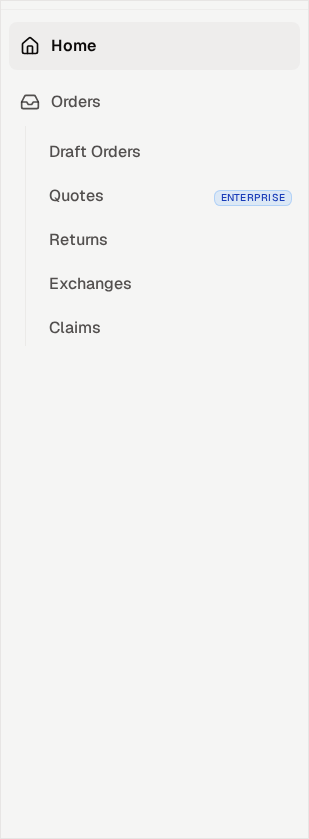 Home
Orders
Draft Orders
Quotes ENTERPRISE
Returns
Exchanges
Claims